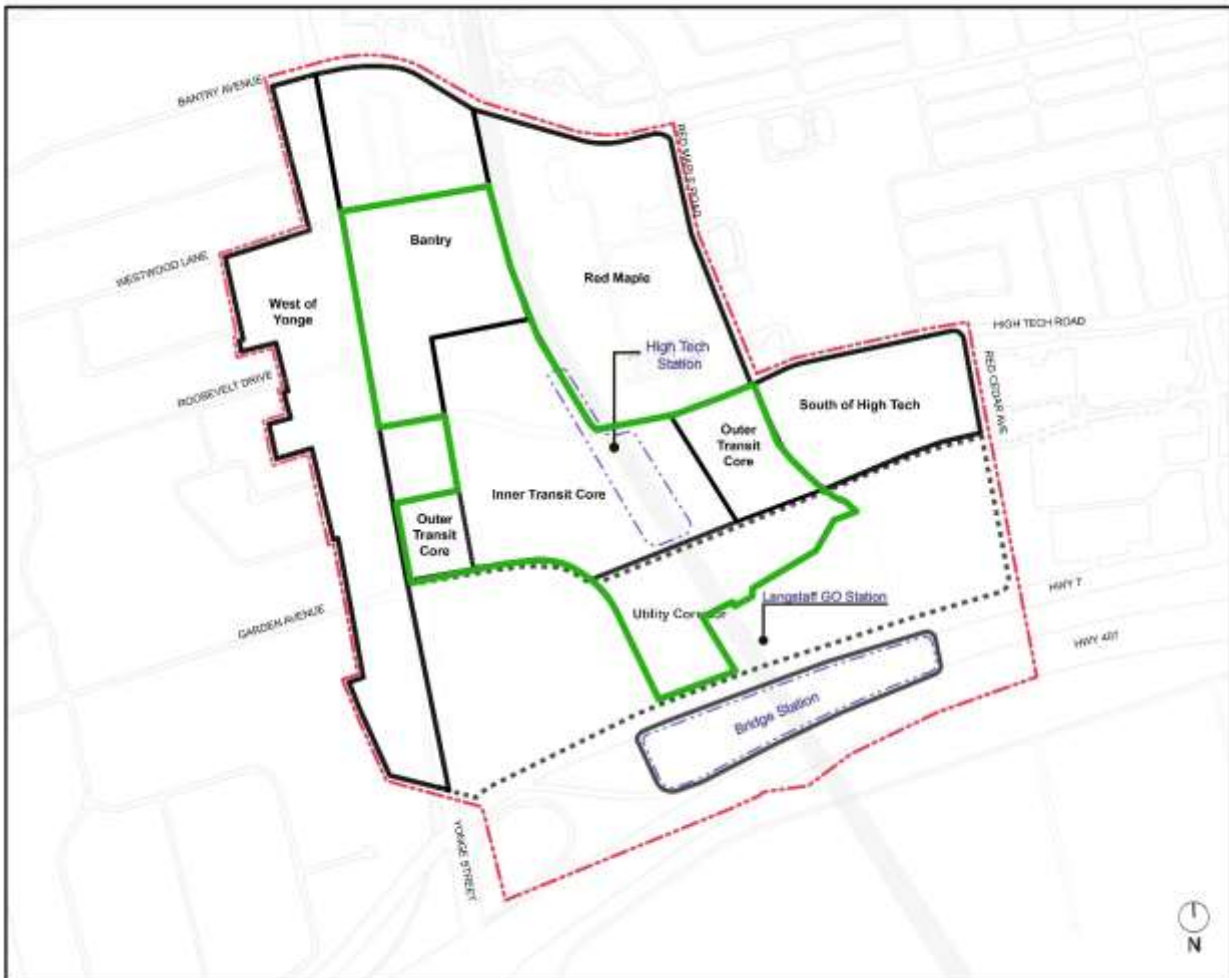 BANTRY AVENUE
RED MAPLE ROAD
Bantry
WESTWOOD LANE
Red Maple
West of
Yonge
HIGH TECH ROAD
High Tech
Station
RED CEDAR AVE
ROOSEVELT DRIVE
South of High Tech
Outer
Transit
Core
Inner Transit Core
Outer
Transit
Core
HWY 7
Langstaff GO Station
GARDEN AVENUE
Utility Corridor
HWY 407
Bridge Station
YONGE STREET
N